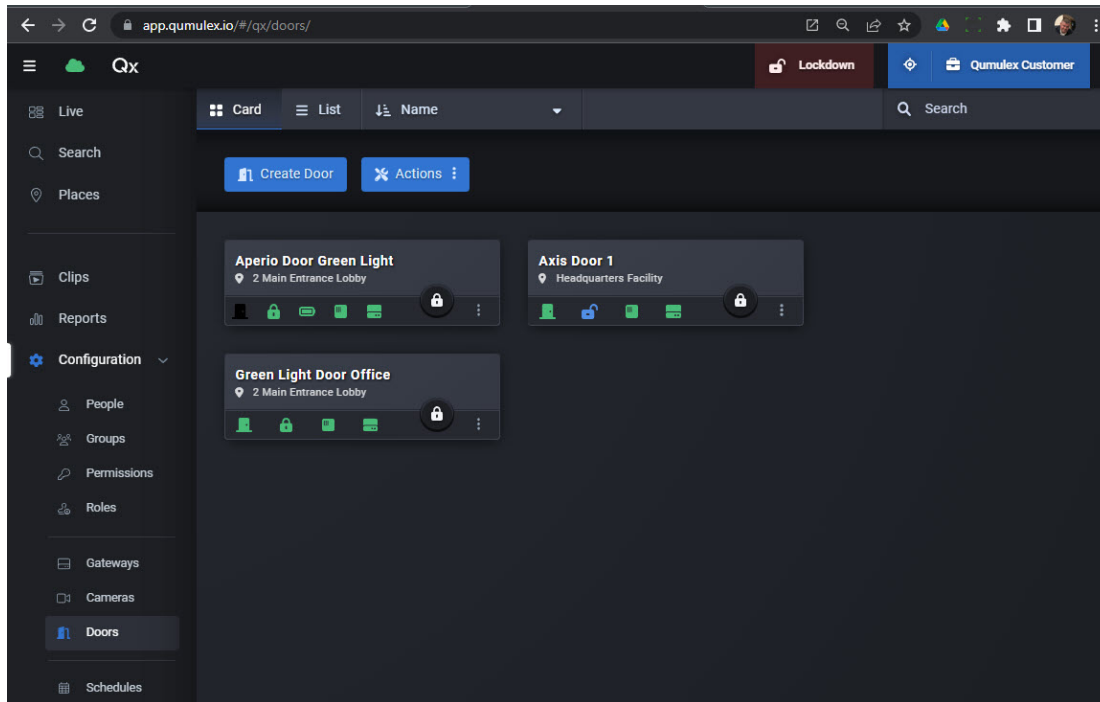 app.qumulex.io/#/qx/doors/
Qx
Lockdown
Qumulex Customer
Live
Search
Places
Clips
Reports
Configuration
People
Groups
Permissions
Roles
Gateways
Cameras
Doors
Schedules
Card
List
Name
Search
Create Door
Actions
Aperio Door Green Light
2 Main Entrance Lobby
Axis Door 1
Headquarters Facility
Green Light Door Office
2 Main Entrance Lobby